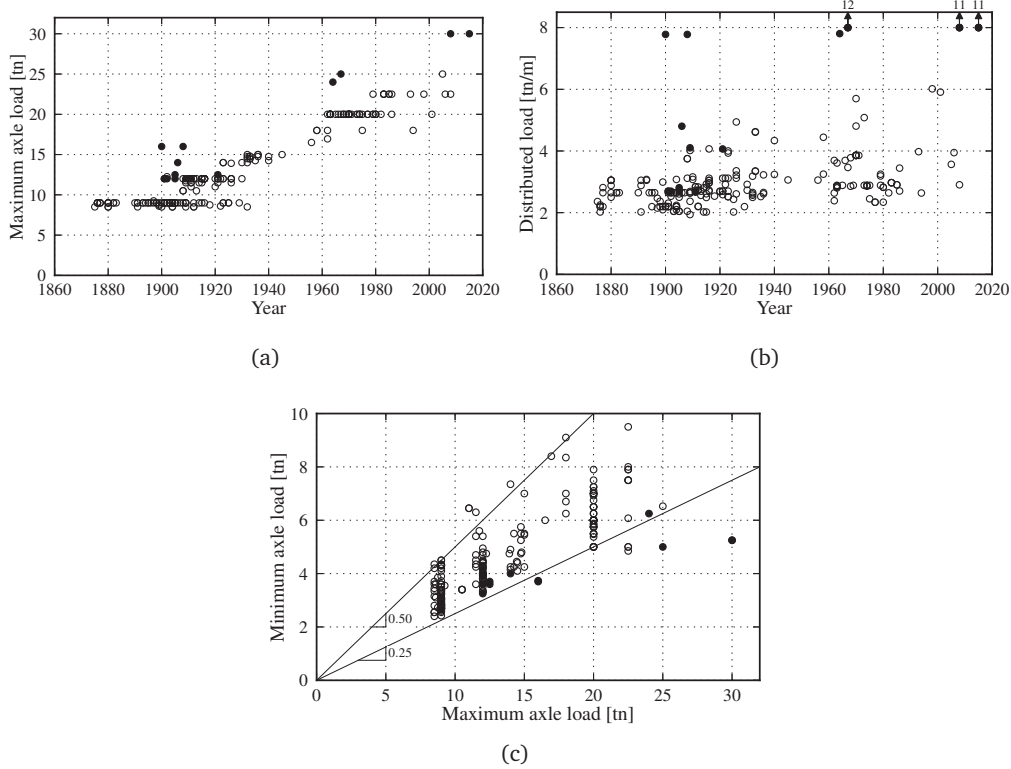 12
11
11
30
25
20
15
10
5
0
Maximum axle load [tn]
1860 1880 1900 1920 1940 1960 1980 2000 2020
Year
(a)
8
6
4
2
0
Distributed load [tn/m]
1860 1880 1900 1920 1940 1960 1980 2000 2020
Year
(b)
10
8
6
4
2
0
Minimum axle load [tn]
0.50
0.25
0 5 10 15 20 25 30
Maximum axle load [tn]
(c)